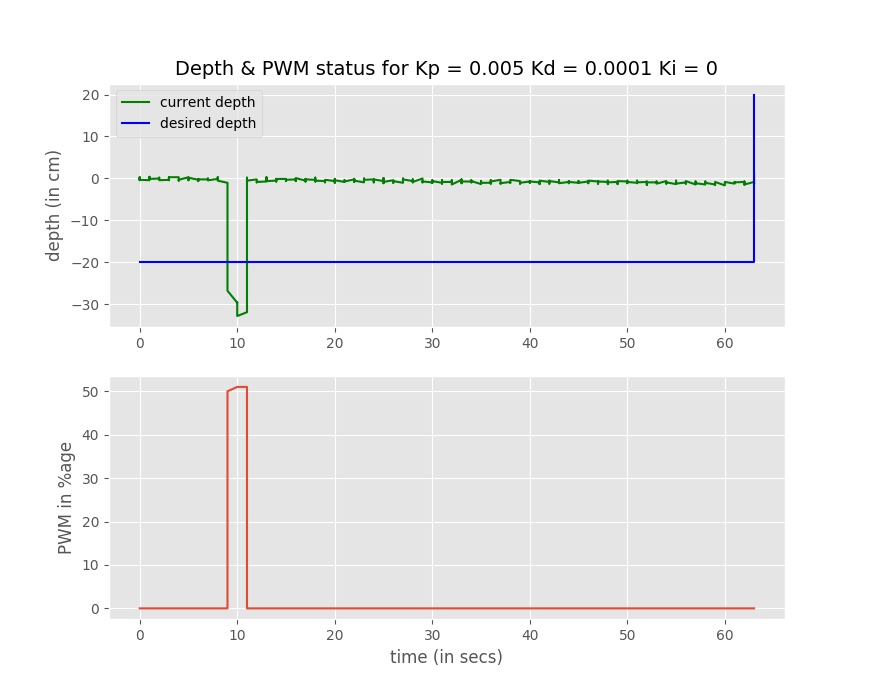 Depth & PWM status for Kp = 0.005 Kd = 0.0001 Ki = 0
current depth
desired depth
depth (in cm)
20
10
0
−10
−20
−30
0 10 20 30 40 50 60
PWM in %age
50
40
30
20
10
0
0 10 20 30 40 50 60
time (in secs)